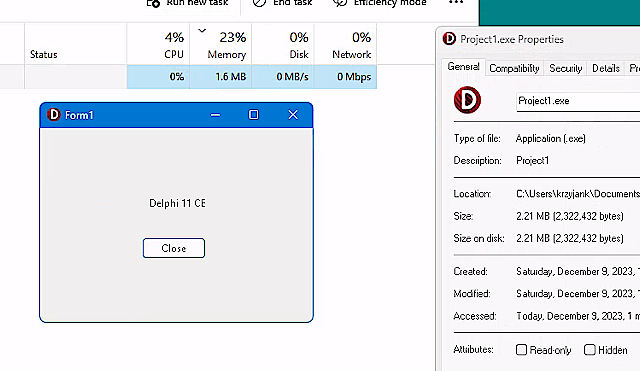 Run new task End task Efficiency mode ...
4% 23% 0% 0%
Status CPU Memory Disk Network
0% 1.6 MB 0 MB/s 0 Mbps
Form1
Delphi 11 CE
Close
Project1.exe Properties
General Compatibility Security Details
Project1.exe
Type of file: Application (.exe)
Description: Project1
Location: C:\Users\krzyjank\Documents
Size: 2.21 MB (2,322,432 bytes)
Size on disk: 2.21 MB (2,322,432 bytes)
Created: Saturday, December 9, 2023,
Modified: Saturday, December 9, 2023,
Accessed: Today, December 9, 2023, 1 m
Attributes: Read-only Hidden